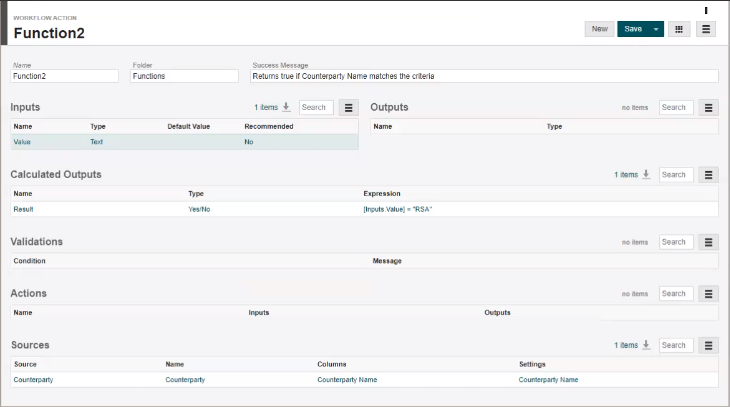 WORKFLOW ACTION
Function2
New Save
Name Folder Success Message
Function2 Functions Returns true if Counterparty Name matches the criteria
Inputs 1 items Search Outputs no items Search
Name Type Default Value Recommended Name Type
Value Text No
Calculated Outputs 1 items Search
Name Type Expression
Result Yes/No [Inputs.Value] = "RSA"
Validations no items Search
Condition Message
Actions no items Search
Name Inputs Outputs
Sources 1 items Search
Source Name Columns Settings
Counterparty Counterparty Counterparty Name Counterparty Name